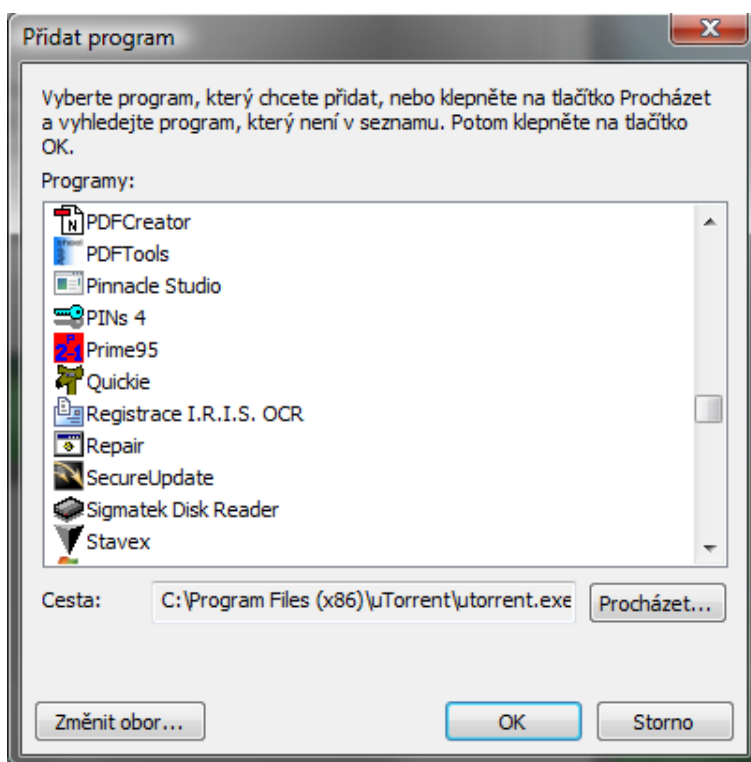 Přidat program
Vyberte program, který chcete přidat, nebo klepněte na tlačítko Procházet
a vyhledejte program, který není v seznamu. Potom klepněte na tlačítko
OK.
Programy:
PDFCreator
PDFTools
Pinnacle Studio
PINs 4
Prime95
Quickie
Registrace I.R.I.S. OCR
Repair
SecureUpdate
Sigmatek Disk Reader
Stavex
Cesta: C:\Program Files (x86)\µTorrent\utorrent.exe Procházet...
Změnit obor... OK Storno